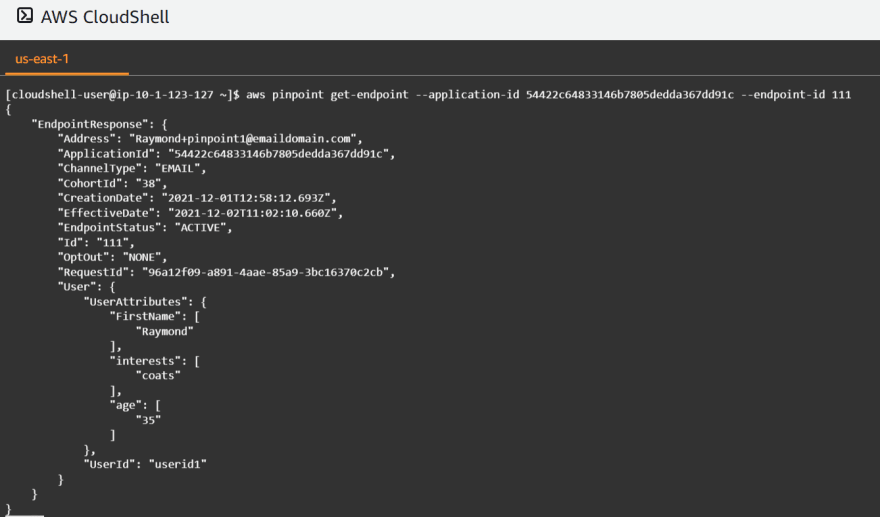 AWS CloudShell
us-east-1
[cloudshell-user@ip-10-1-123-127 ~]$ aws pinpoint get-endpoint --application-id 54422c64833146b7805dedda367dd91c --endpoint-id 111
{
    "EndpointResponse": {
        "Address": "Raymond+pinpoint1@emaildomain.com",
        "ApplicationId": "54422c64833146b7805dedda367dd91c",
        "ChannelType": "EMAIL",
        "CohortId": "38",
        "CreationDate": "2021-12-01T12:58:12.693Z",
        "EffectiveDate": "2021-12-02T11:02:10.660Z",
        "EndpointStatus": "ACTIVE",
        "Id": "111",
        "OptOut": "NONE",
        "RequestId": "96a12f09-a891-4aae-85a9-3bc16370c2cb",
        "User": {
            "UserAttributes": {
                "FirstName": [
                    "Raymond"
                ],
                "interests": [
                    "coats"
                ],
                "age": [
                    "35"
                ]
            },
            "UserId": "userid1"
        }
    }
}